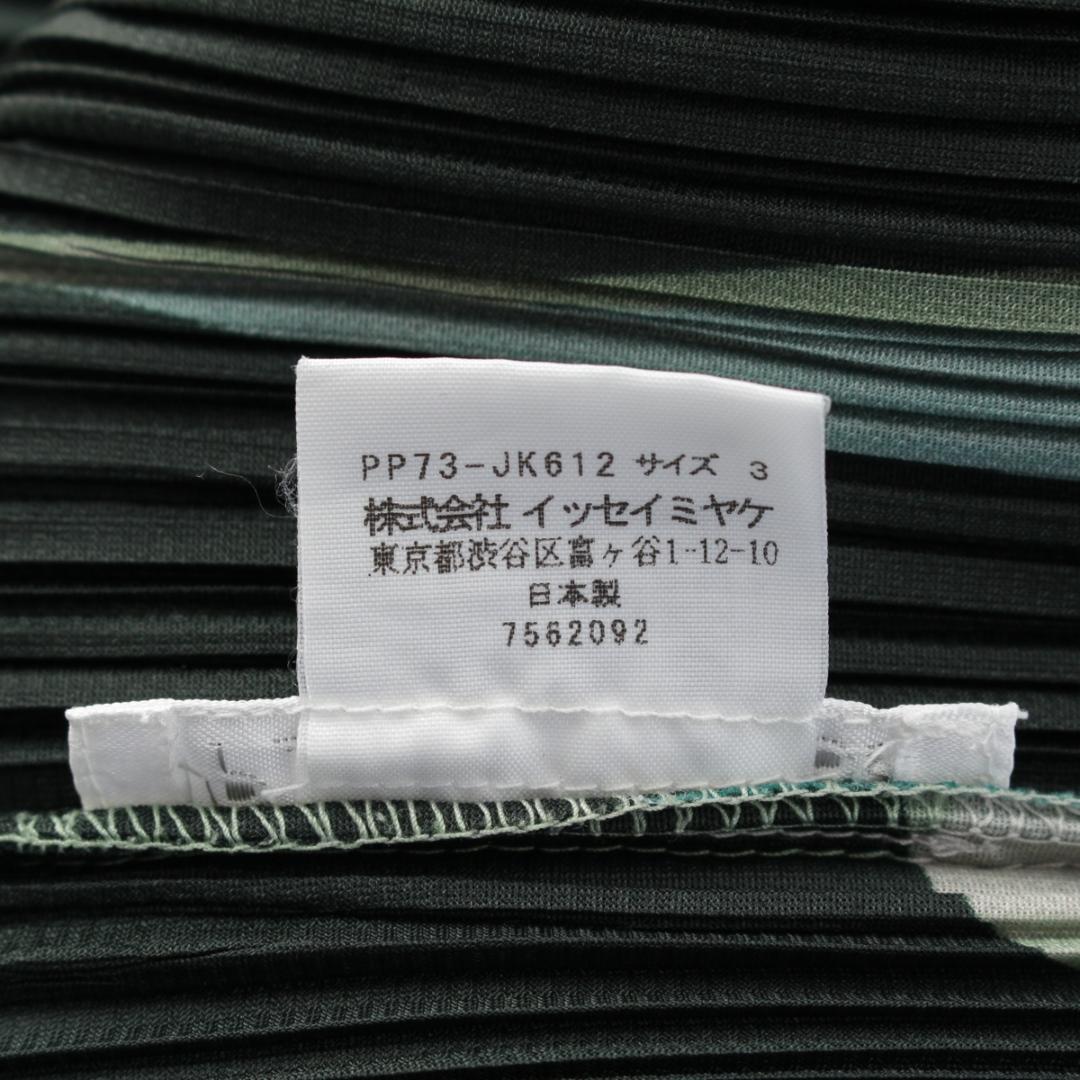 PP73-JK612 サイズ 3
株式会社 イッセイミヤケ
東京都渋谷区富ヶ谷1-12-10
日本製
7562092